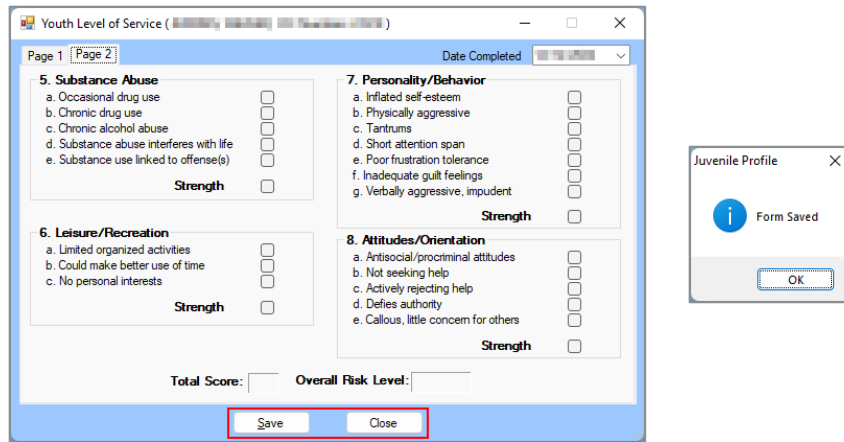 Youth Level of Service ( )
Page 1 Page 2
Date Completed
5. Substance Abuse
a. Occasional drug use
b. Chronic drug use
c. Chronic alcohol abuse
d. Substance abuse interferes with life
e. Substance use linked to offense(s)
Strength
6. Leisure/Recreation
a. Limited organized activities
b. Could make better use of time
c. No personal interests
Strength
7. Personality/Behavior
a. Inflated self-esteem
b. Physically aggressive
c. Tantrums
d. Short attention span
e. Poor frustration tolerance
f. Inadequate guilt feelings
g. Verbally aggressive, impudent
Strength
8. Attitudes/Orientation
a. Antisocial/procriminal attitudes
b. Not seeking help
c. Actively rejecting help
d. Defies authority
e. Callous, little concern for others
Strength
Total Score: Overall Risk Level:
Save Close
Juvenile Profile
Form Saved
OK